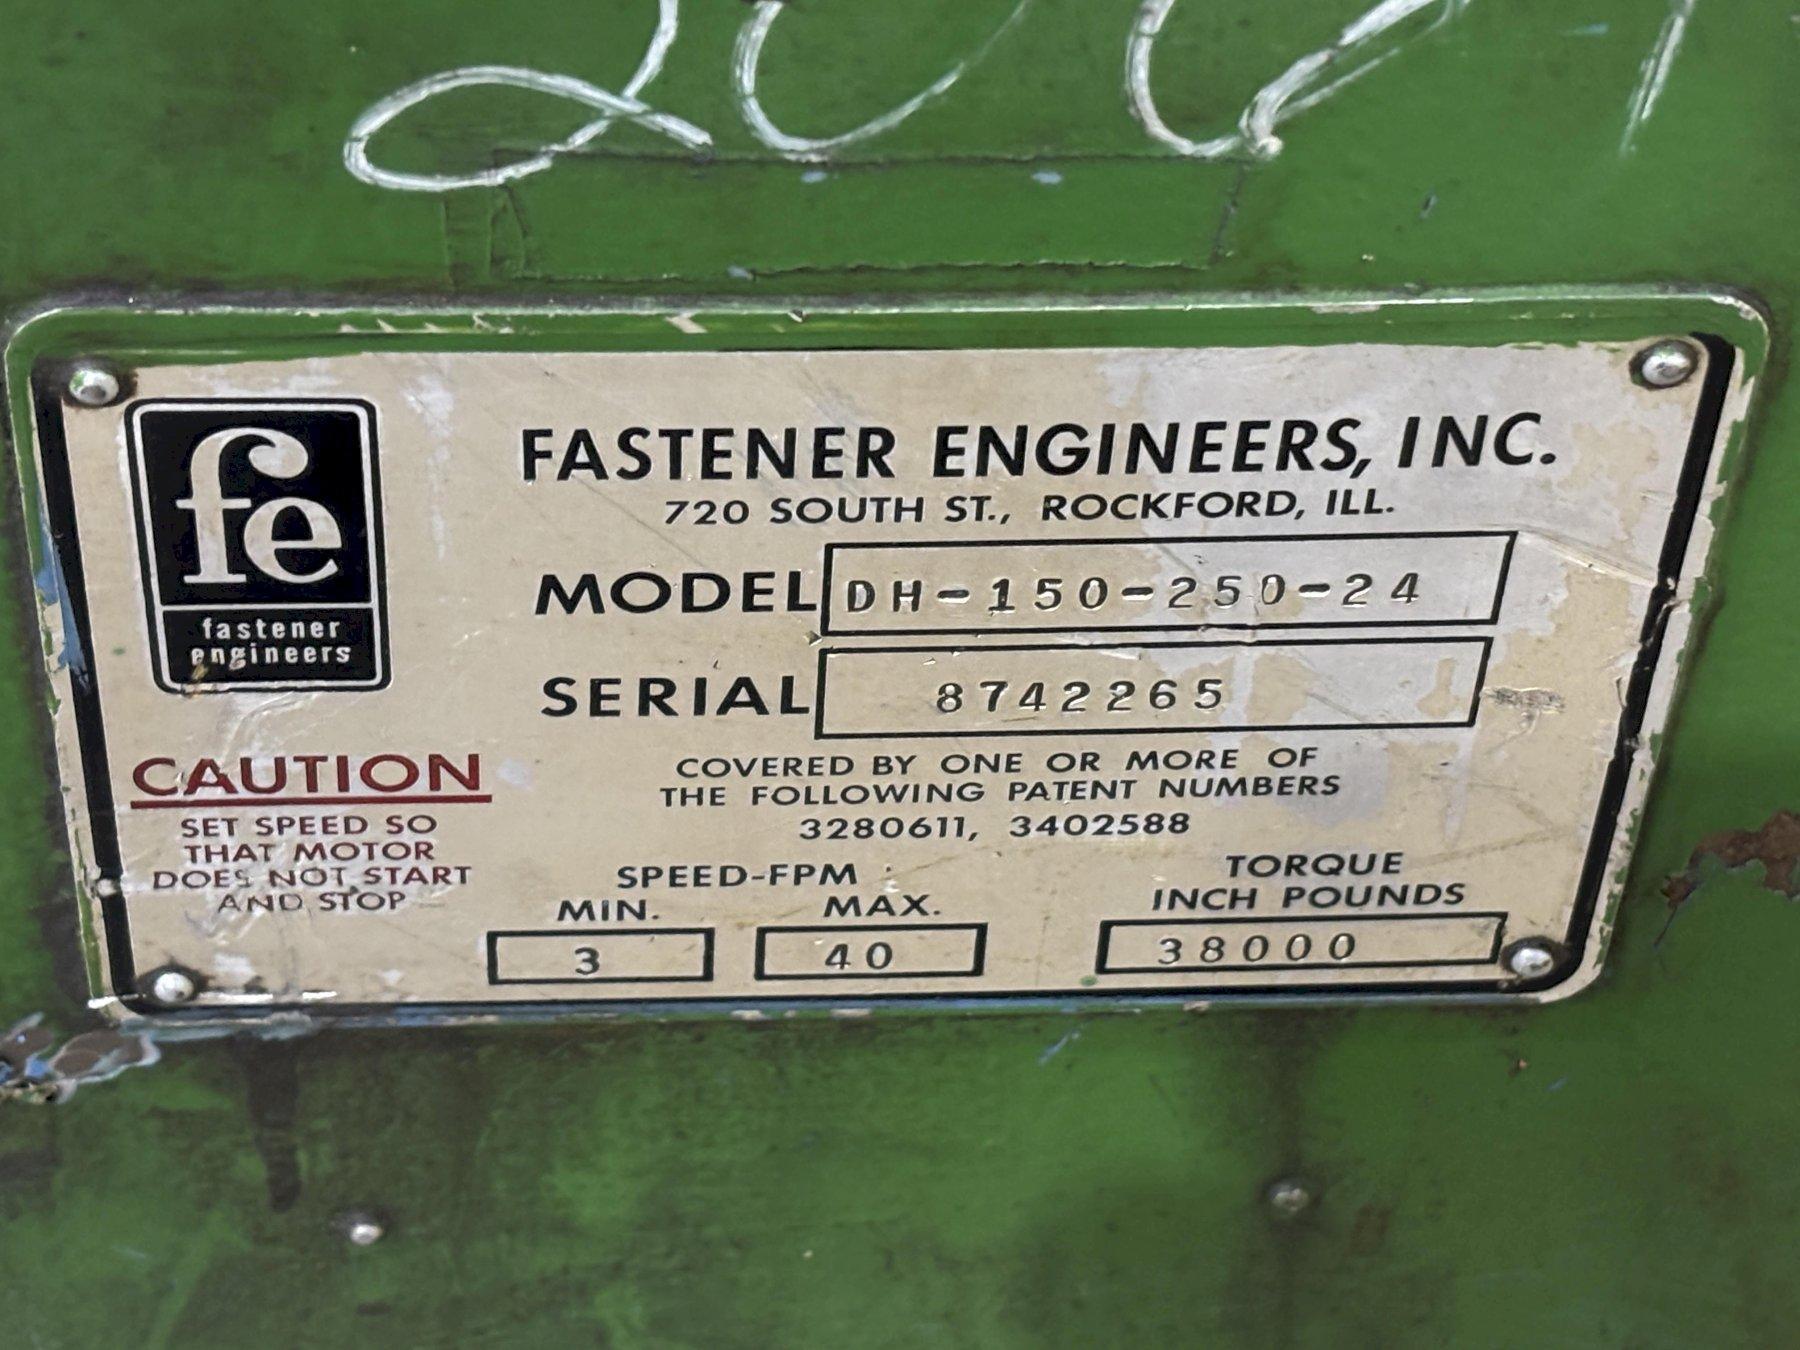 fe
fastener
engineers
FASTENER ENGINEERS, INC.
720 SOUTH ST., ROCKFORD, ILL.
MODEL DH-150-250-24
SERIAL 8742265
CAUTION
SET SPEED SO
THAT MOTOR
DOES NOT START
AND STOP
COVERED BY ONE OR MORE OF
THE FOLLOWING PATENT NUMBERS
3280611, 3402588
SPEED-FPM
MIN. MAX.
3 40
TORQUE
INCH POUNDS
38000